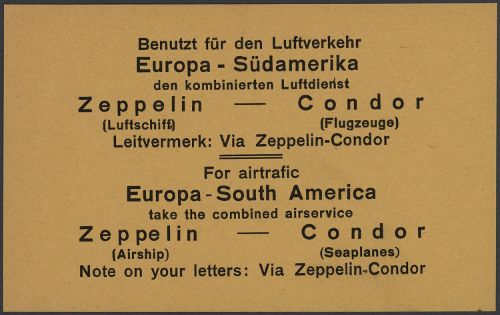 Benutzt für den Luftverkehr
Europa - Südamerika
den kombinierten Luftdienst
Zeppelin — Condor
(Luftschiff) (Flugzeuge)
Leitvermerk: Via Zeppelin-Condor
For airtrafic
Europa - South America
take the combined airservice
Zeppelin — Condor
(Airship) (Seaplanes)
Note on your letters: Via Zeppelin-Condor